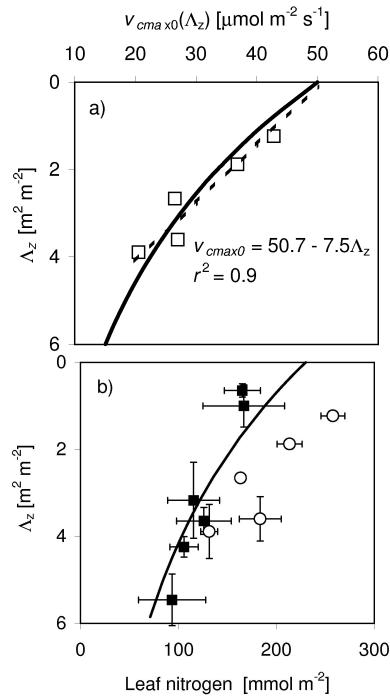 v cma x0(Λz) [μmol m-2 s-1]
10 20 30 40 50 60
0
a)
2
Λz [m2 m-2]
4
vcmax0 = 50.7 - 7.5Λz
r2 = 0.9
6
0
b)
2
Λz [m2 m-2]
4
6
0 100 200 300
Leaf nitrogen [mmol m-2]